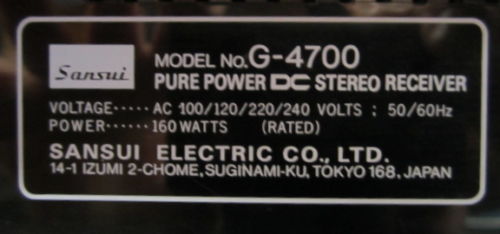 Sansui
MODEL No. G-4700
PURE POWER DC STEREO RECEIVER
VOLTAGE····· AC 100/120/220/240 VOLTS : 50/60Hz
POWER······ 160 WATTS (RATED)
SANSUI ELECTRIC CO., LTD.
14-1 IZUMI 2-CHOME, SUGINAMI-KU, TOKYO 168, JAPAN